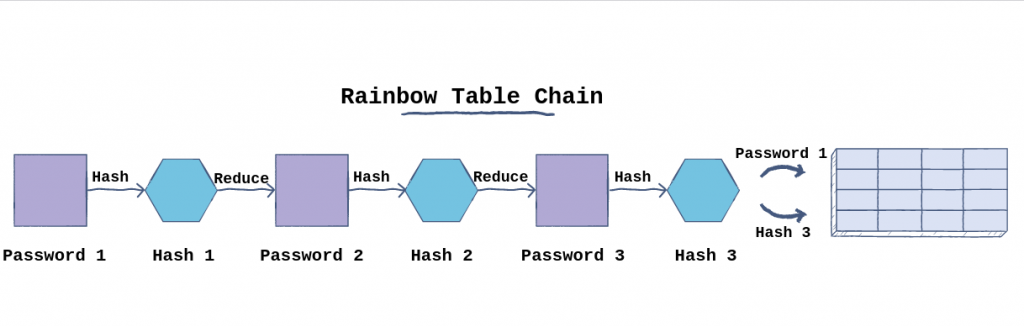 Rainbow Table Chain
Password 1
Hash
Reduce
Hash
Reduce
Hash
Hash 3
Password 1
Hash 1
Password 2
Hash 2
Password 3
Hash 3